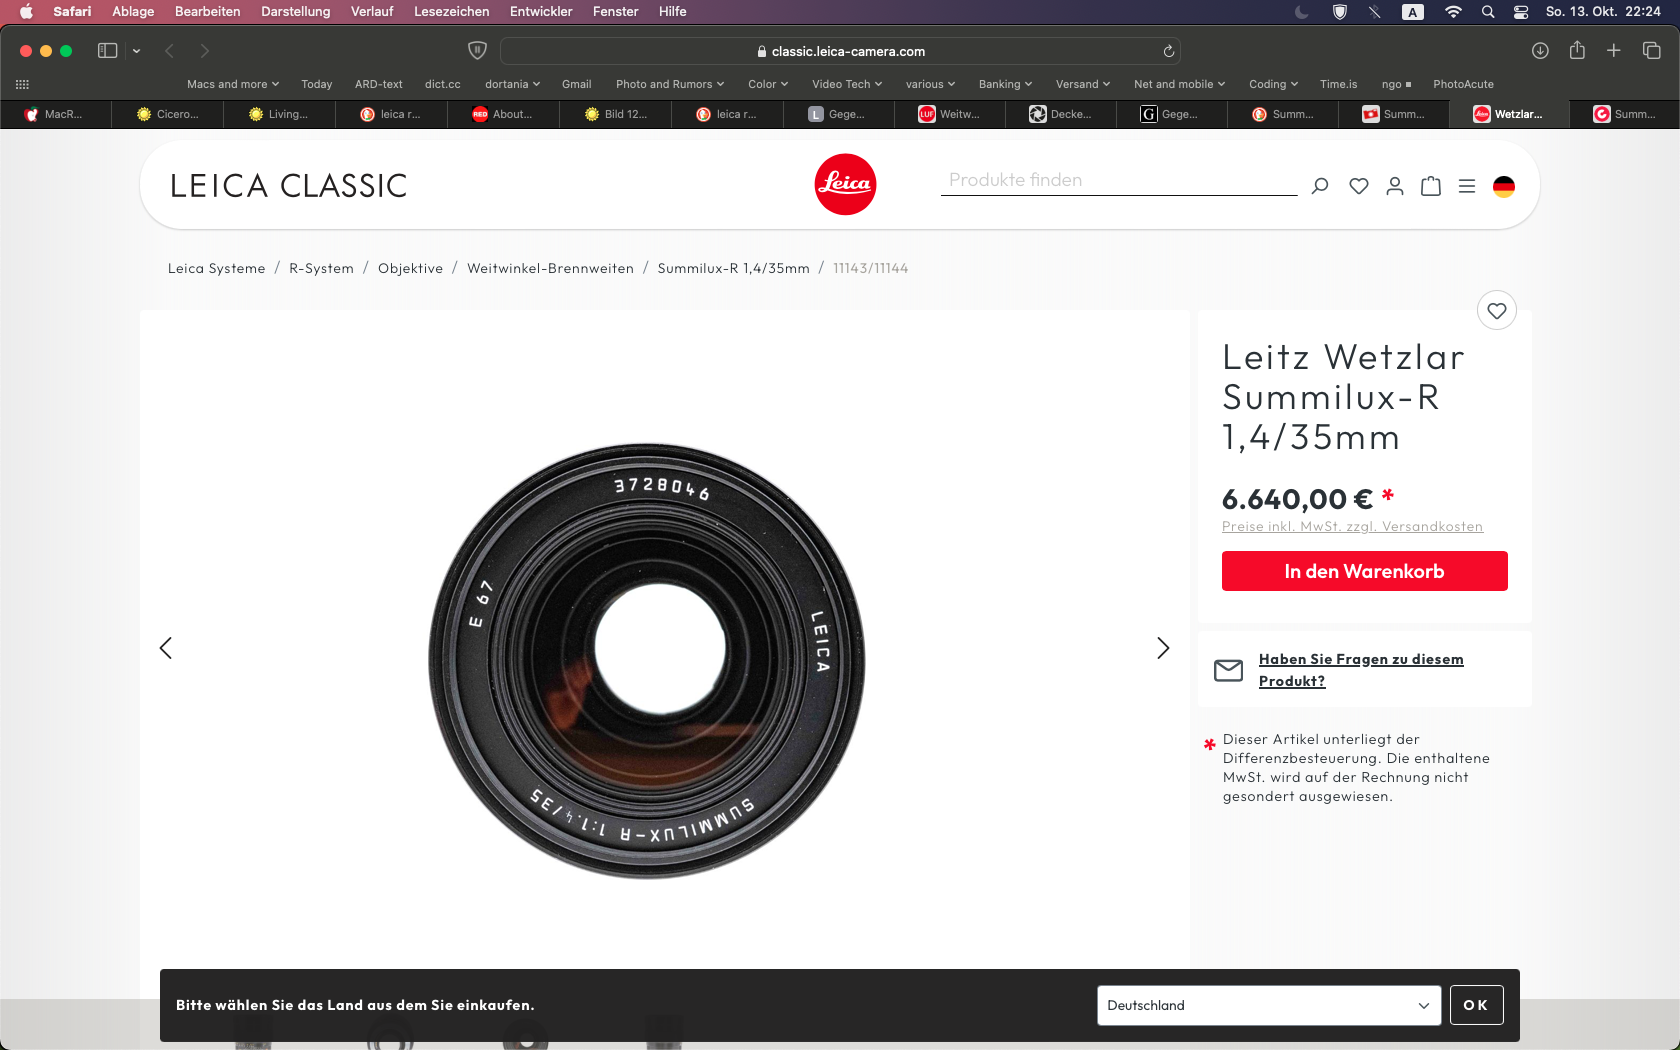 Safari Ablage Bearbeiten Darstellung Verlauf Lesezeichen Entwickler Fenster Hilfe A So. 13. Okt. 22:24
classic.leica-camera.com
Macs and more Today ARD-text dict.cc dortania Gmail Photo and Rumors Color Video Tech various Banking Versand Net and mobile Coding Time.is ngo PhotoAcute
MacR... Cicero... Living... leica r... RED About... Bild 12... leica r... L Gege... LUF Weitw... Decke... G Gege... Summ... Summ... Wetzlar... Summ...
LEICA CLASSIC Leica Produkte finden
Leica Systeme / R-System / Objektive / Weitwinkel-Brennweiten / Summilux-R 1,4/35mm / 11143/11144
3728046
E 67
LEICA
SUMMILUX-R 1:1.4/35
Leitz Wetzlar
Summilux-R
1,4/35mm
6.640,00 € *
Preise inkl. MwSt. zzgl. Versandkosten
In den Warenkorb
Haben Sie Fragen zu diesem
Produkt?
* Dieser Artikel unterliegt der
Differenzbesteuerung. Die enthaltene
MwSt. wird auf der Rechnung nicht
gesondert ausgewiesen.
Bitte wählen Sie das Land aus dem Sie einkaufen. Deutschland OK